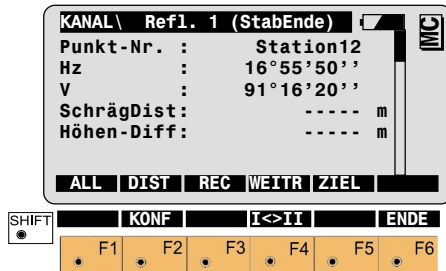 KANAL\ Refl. 1 (StabEnde)
MC
Punkt-Nr. : Station12
Hz : 16°55'50''
V : 91°16'20''
SchrägDist: ----- m
Höhen-Diff: ----- m
ALL DIST REC WEITR ZIEL
SHIFT KONF I<>II ENDE
F1 F2 F3 F4 F5 F6